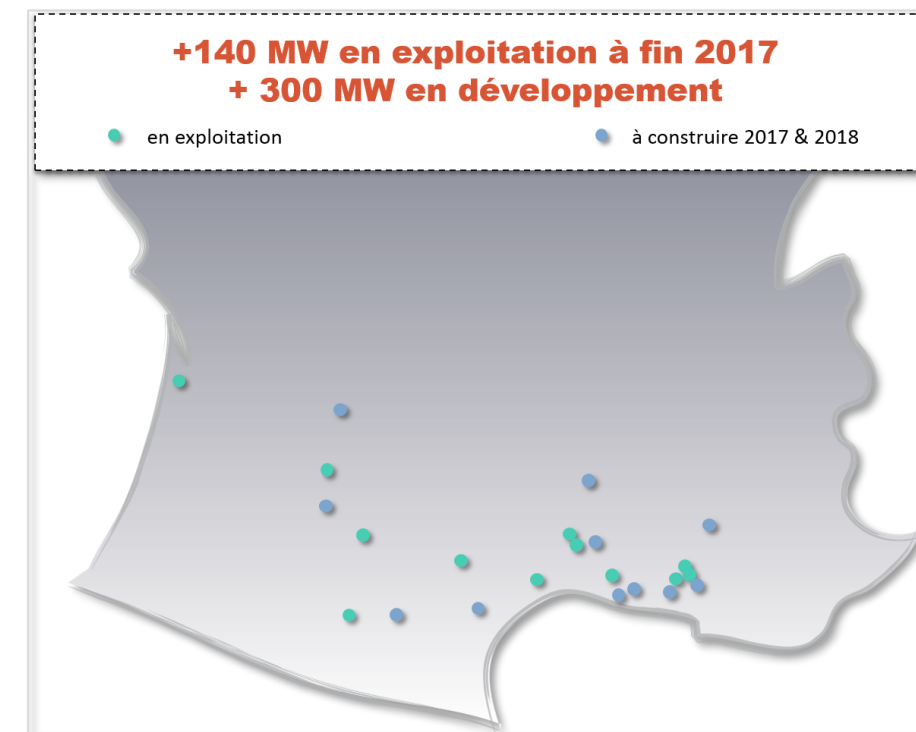 +140 MW en exploitation à fin 2017
+ 300 MW en développement
en exploitation
à construire 2017 & 2018